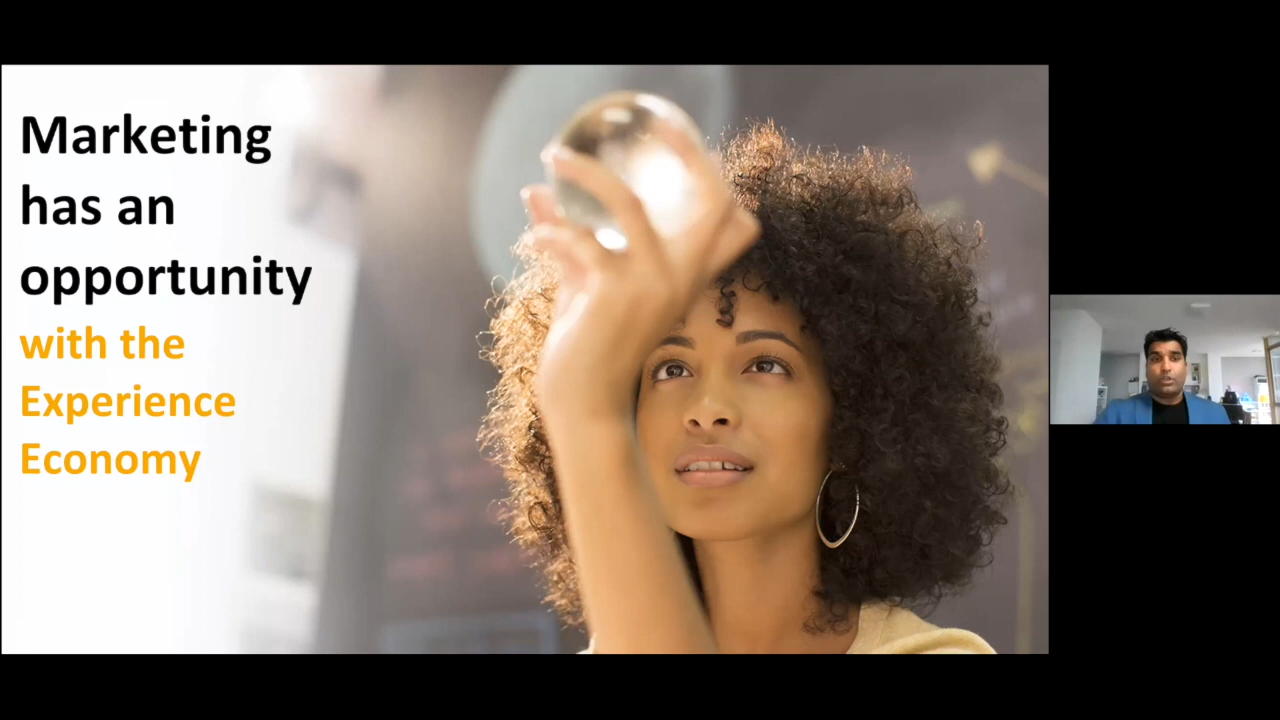 Marketing
has an
opportunity
with the
Experience
Economy